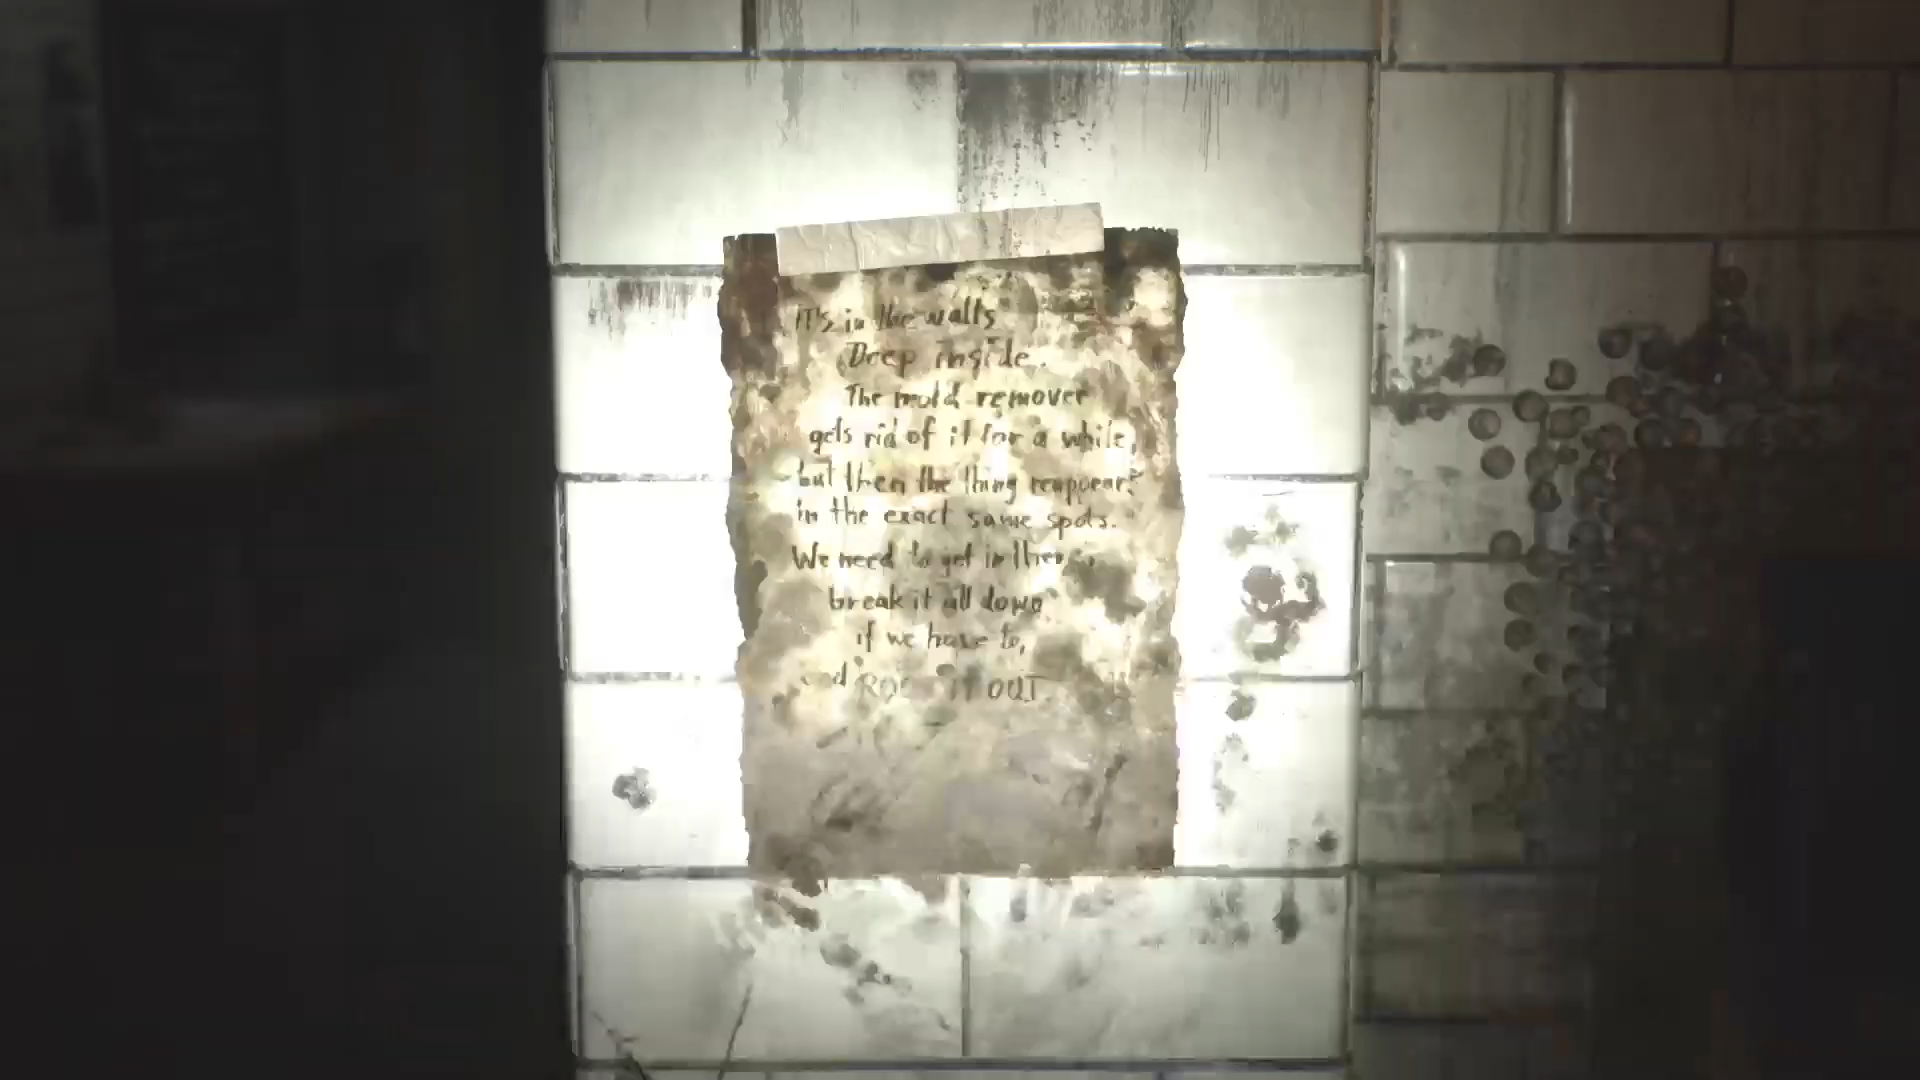 IT's in the walls
Deep inside.
The mold remover
gets rid of it for a while,
but then the thing reappears
in the exact same spots.
We need to get in there,
break it all down
if we have to,
and ROOT IT OUT.